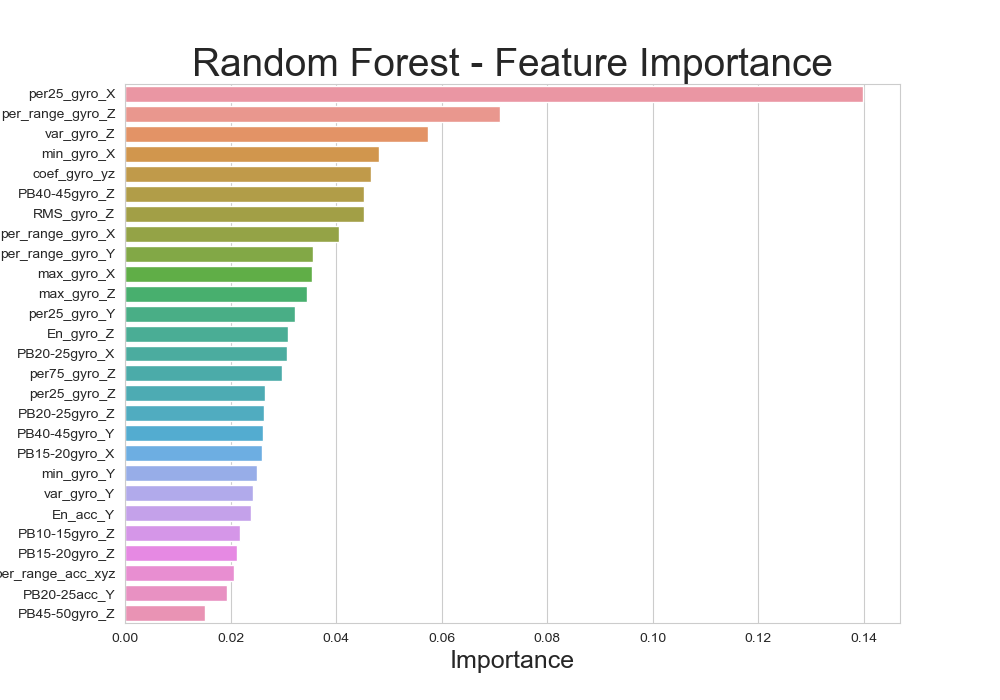 Random Forest - Feature Importance
per25_gyro_X
per_range_gyro_Z
var_gyro_Z
min_gyro_X
coef_gyro_yz
PB40-45gyro_Z
RMS_gyro_Z
per_range_gyro_X
per_range_gyro_Y
max_gyro_X
max_gyro_Z
per25_gyro_Y
En_gyro_Z
PB20-25gyro_X
per75_gyro_Z
per25_gyro_Z
PB20-25gyro_Z
PB40-45gyro_Y
PB15-20gyro_X
min_gyro_Y
var_gyro_Y
En_acc_Y
PB10-15gyro_Z
PB15-20gyro_Z
per_range_acc_xyz
PB20-25acc_Y
PB45-50gyro_Z
0.00 0.02 0.04 0.06 0.08 0.10 0.12 0.14
Importance